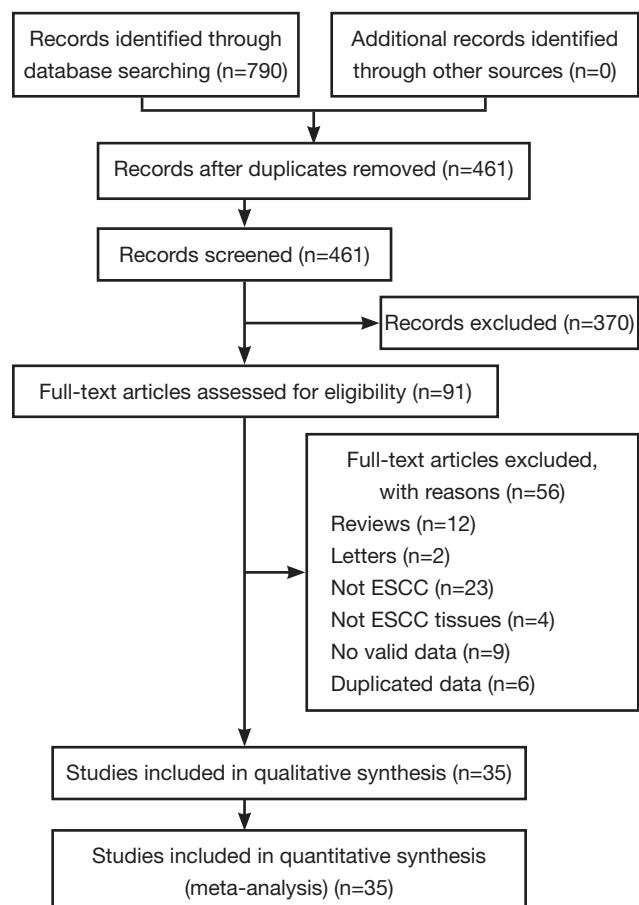 Records identified through
database searching (n=790)
Additional records identified
through other sources (n=0)
Records after duplicates removed (n=461)
Records screened (n=461)
Records excluded (n=370)
Full-text articles assessed for eligibility (n=91)
Full-text articles excluded,
with reasons (n=56)
Reviews (n=12)
Letters (n=2)
Not ESCC (n=23)
Not ESCC tissues (n=4)
No valid data (n=9)
Duplicated data (n=6)
Studies included in qualitative synthesis (n=35)
Studies included in quantitative synthesis
(meta-analysis) (n=35)